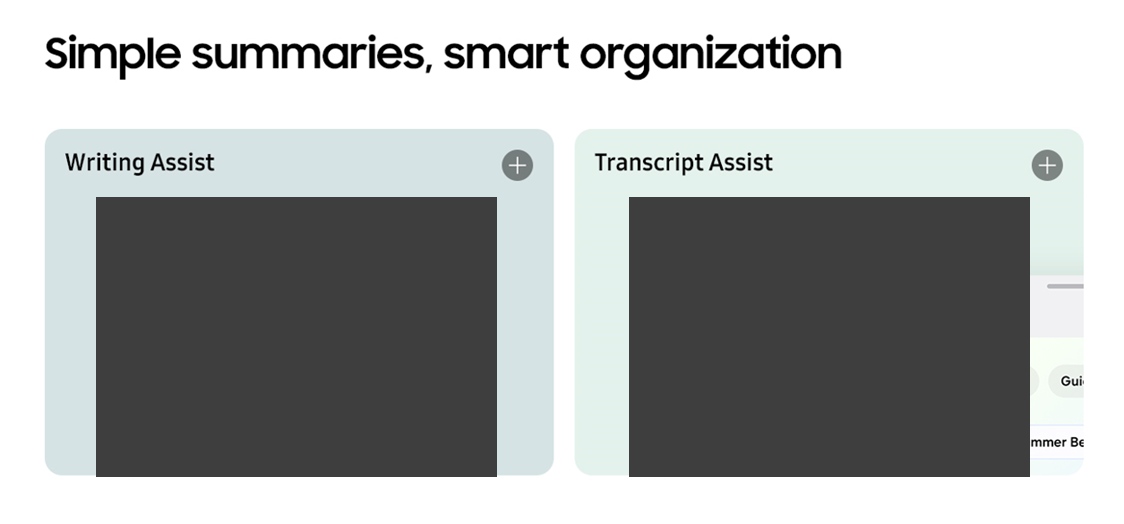 Simple summaries, smart organization
Writing Assist
Transcript Assist